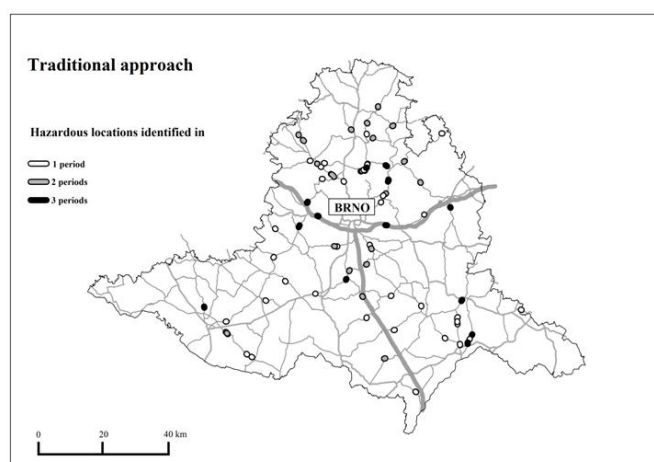 Traditional approach
Hazardous locations identified in
1 period
2 periods
3 periods
BRNO
0 20 40 km